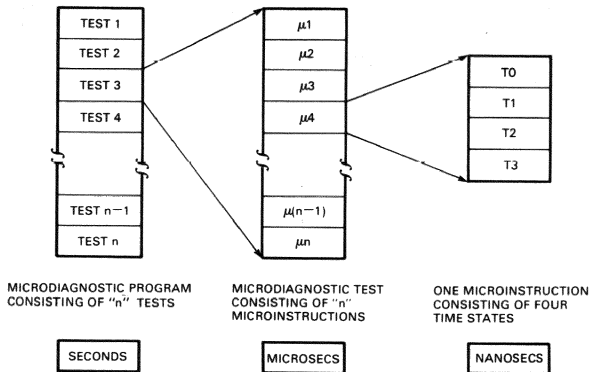 TEST 1
TEST 2
TEST 3
TEST 4
TEST n-1
TEST n
μ1
μ2
μ3
μ4
μ(n-1)
μn
T0
T1
T2
T3
MICRODIAGNOSTIC PROGRAM
CONSISTING OF "n" TESTS
MICRODIAGNOSTIC TEST
CONSISTING OF "n"
MICROINSTRUCTIONS
ONE MICROINSTRUCTION
CONSISTING OF FOUR
TIME STATES
SECONDS
MICROSECS
NANOSECS